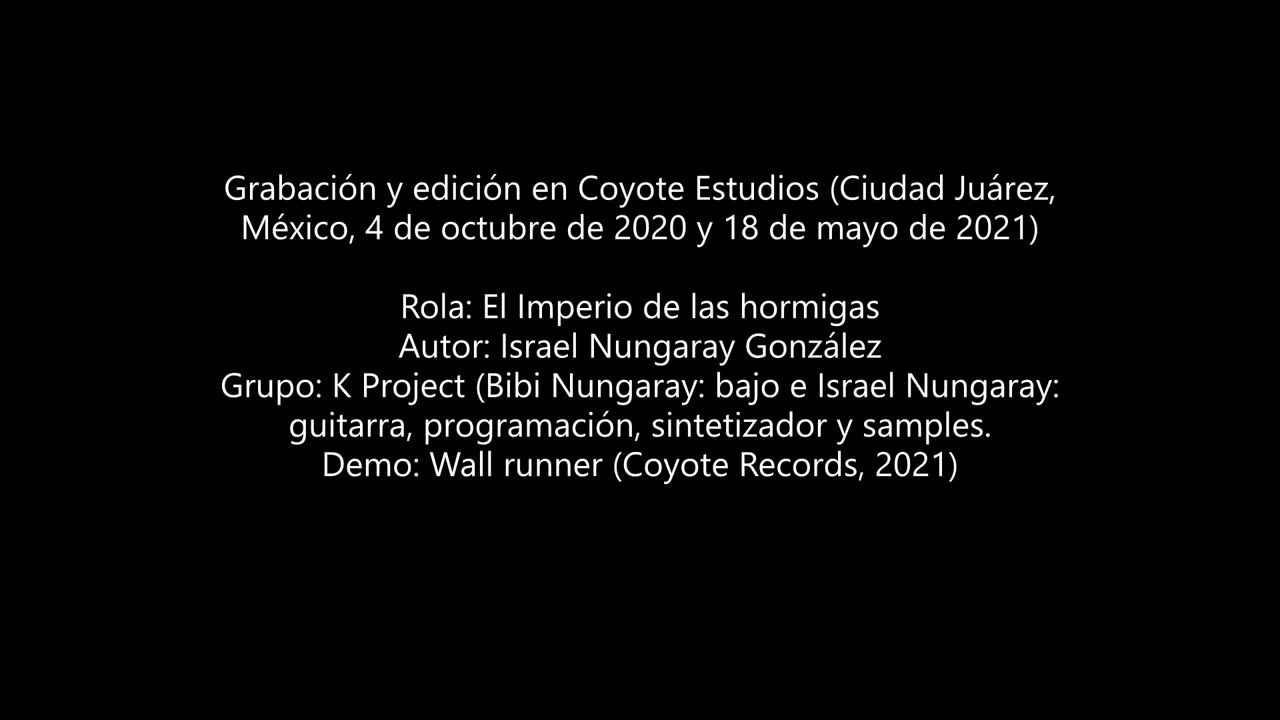 Grabación y edición en Coyote Estudios (Ciudad Juárez,
México, 4 de octubre de 2020 y 18 de mayo de 2021)
Rola: El Imperio de las hormigas
Autor: Israel Nungaray González
Grupo: K Project (Bibi Nungaray: bajo e Israel Nungaray:
guitarra, programación, sintetizador y samples.
Demo: Wall runner (Coyote Records, 2021)